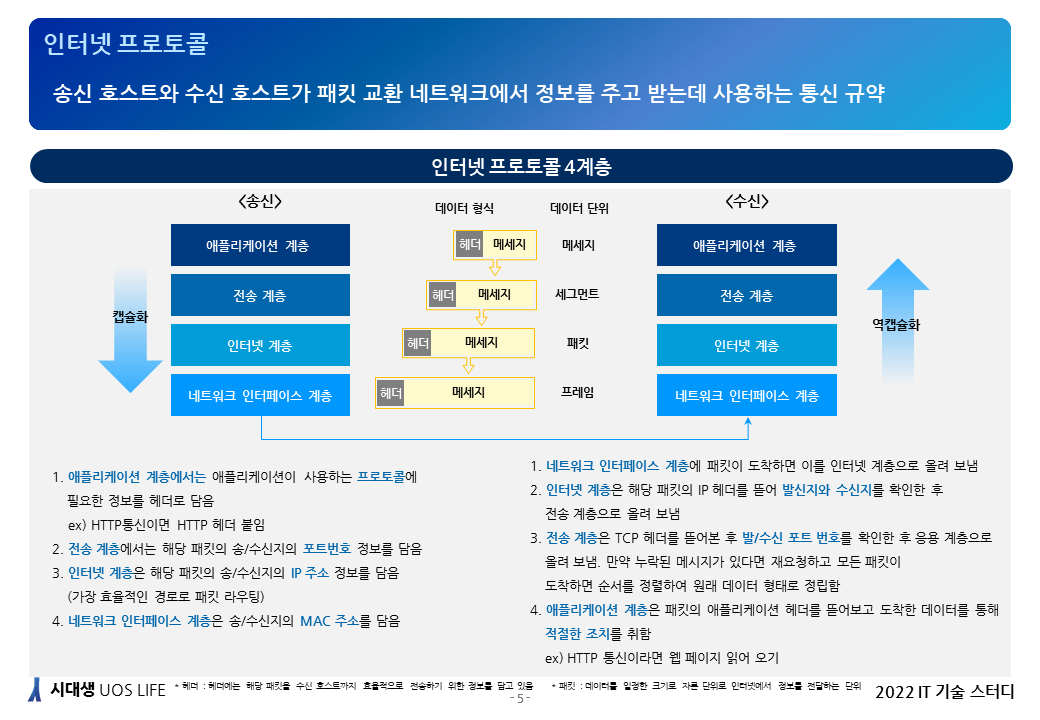 인터넷 프로토콜
송신 호스트와 수신 호스트가 패킷 교환 네트워크에서 정보를 주고 받는데 사용하는 통신 규약
인터넷 프로토콜 4계층
<송신>
데이터 형식
데이터 단위
<수신>
애플리케이션 계층
헤더 메세지
메세지
애플리케이션 계층
전송 계층
헤더 메세지
세그먼트
전송 계층
캡슐화
역캡슐화
인터넷 계층
헤더 메세지
패킷
인터넷 계층
네트워크 인터페이스 계층
헤더 메세지
프레임
네트워크 인터페이스 계층
1. 애플리케이션 계층에서는 애플리케이션이 사용하는 프로토콜에
필요한 정보를 헤더로 담음
ex) HTTP통신이면 HTTP 헤더 붙임
2. 전송 계층에서는 해당 패킷의 송/수신지의 포트번호 정보를 담음
3. 인터넷 계층은 해당 패킷의 송/수신지의 IP 주소 정보를 담음
(가장 효율적인 경로로 패킷 라우팅)
4. 네트워크 인터페이스 계층은 송/수신지의 MAC 주소를 담음
1. 네트워크 인터페이스 계층에 패킷이 도착하면 이를 인터넷 계층으로 올려 보냄
2. 인터넷 계층은 해당 패킷의 IP 헤더를 뜯어 발신지와 수신지를 확인한 후
전송 계층으로 올려 보냄
3. 전송 계층은 TCP 헤더를 뜯어본 후 발/수신 포트 번호를 확인한 후 응용 계층으로
올려 보냄. 만약 누락된 메시지가 있다면 재요청하고 모든 패킷이
도착하면 순서를 정렬하여 원래 데이터 형태로 정립함
4. 애플리케이션 계층은 패킷의 애플리케이션 헤더를 뜯어보고 도착한 데이터를 통해
적절한 조치를 취함
ex) HTTP 통신이라면 웹 페이지 읽어 오기
시대생 UOS LIFE
* 헤더 : 헤더에는 해당 패킷을 수신 호스트까지 효율적으로 전송하기 위한 정보를 담고 있음
* 패킷 : 데이터를 일정한 크기로 자른 단위로 인터넷에서 정보를 전달하는 단위
- 5 -
2022 IT 기술 스터디